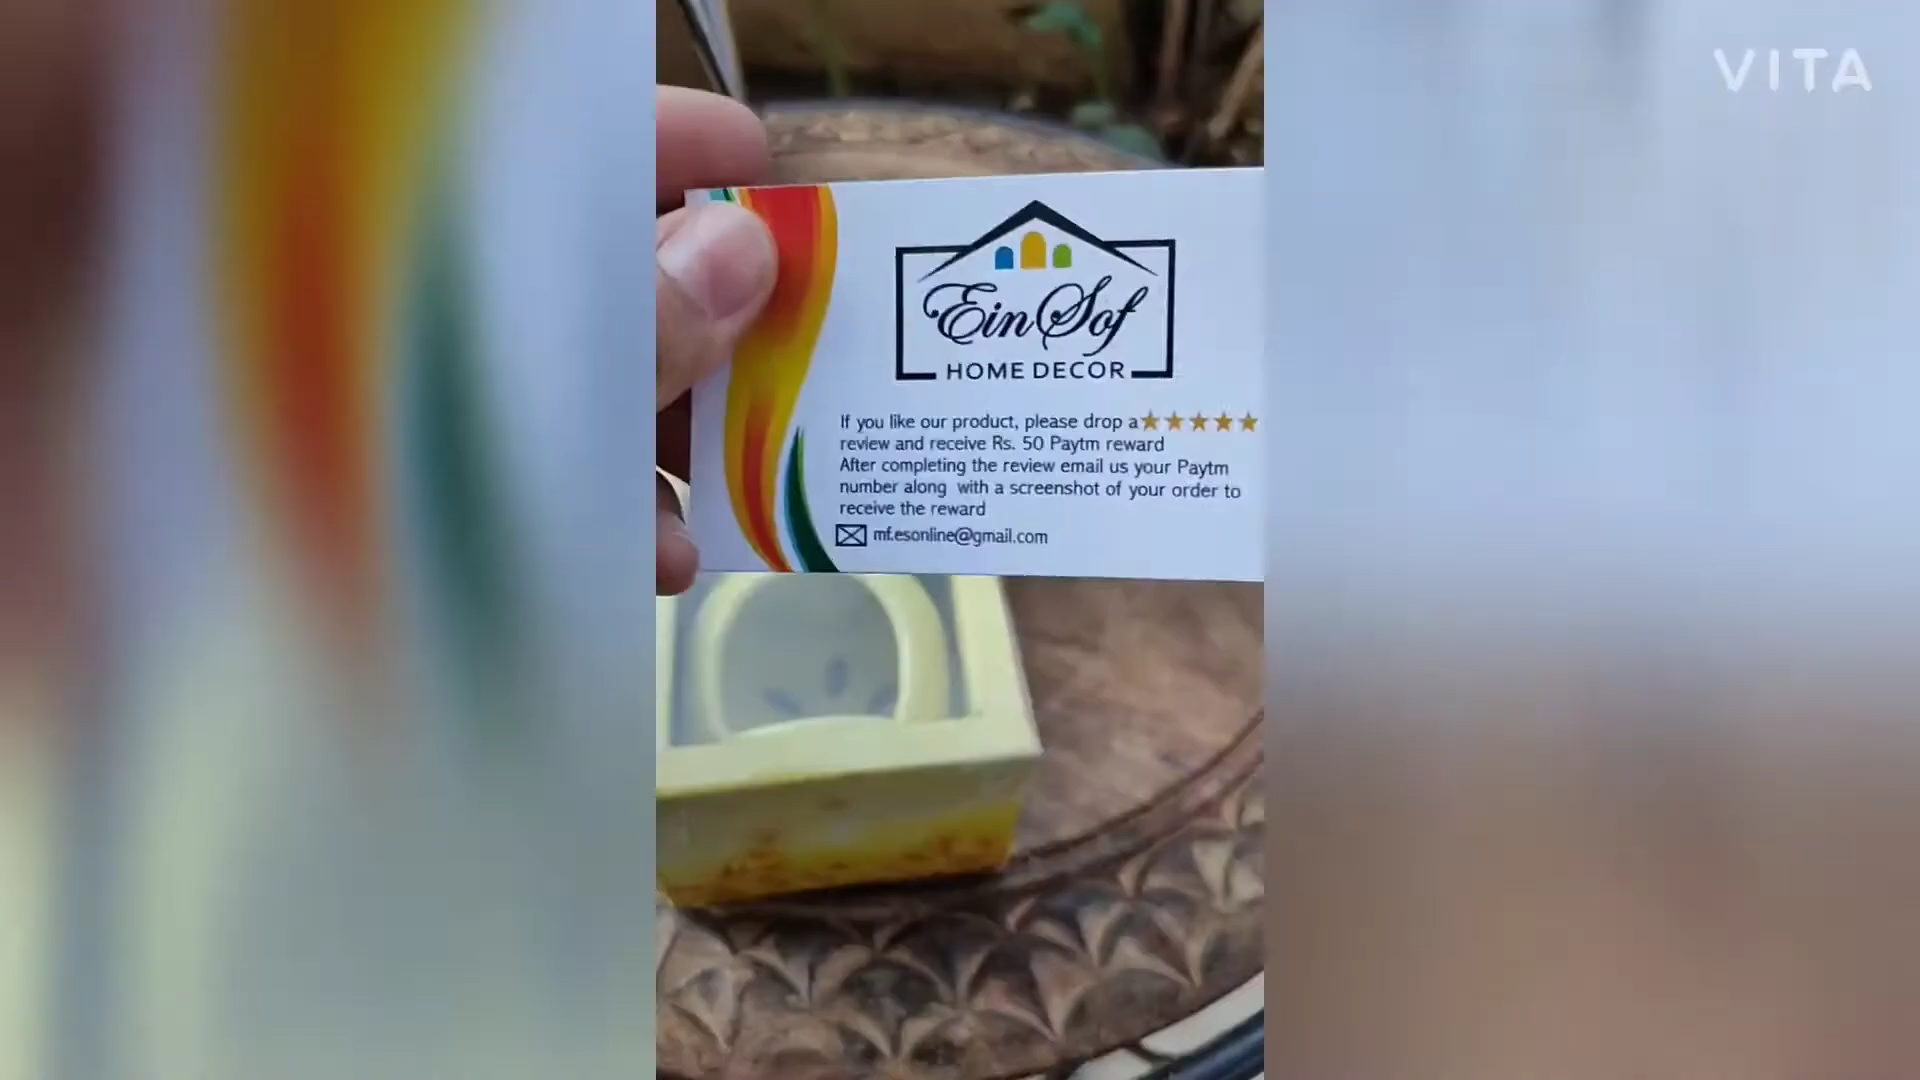 VITA
Ein Sof
HOME DECOR
If you like our product, please drop a★★★★★
review and receive Rs. 50 Paytm reward
After completing the review email us your Paytm
number along with a screenshot of your order to
receive the reward
mf.esonline@gmail.com